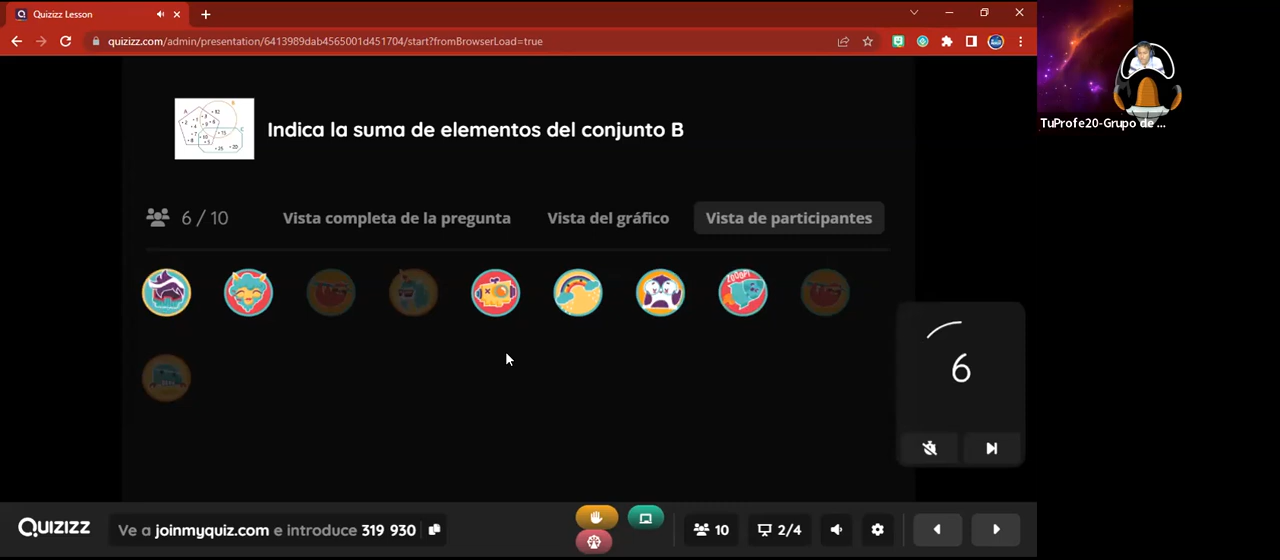 Quizizz Lesson
quizizz.com/admin/presentation/6413989dab4565001d451704/start?fromBrowserLoad=true
TuProfe20-Grupo de ...
Indica la suma de elementos del conjunto B
6 / 10
Vista completa de la pregunta
Vista del gráfico
Vista de participantes
ZOOOP!
6
QUIZIZZ
Ve a joinmyquiz.com e introduce 319 930
10
2/4